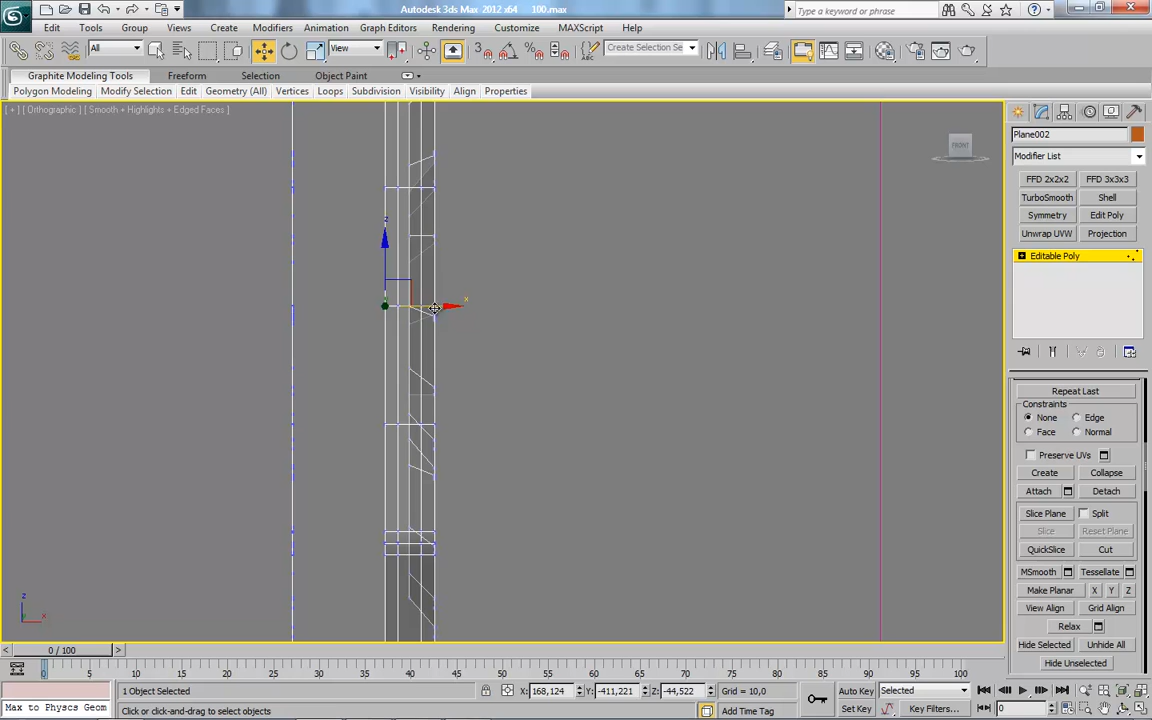 Autodesk 3ds Max 2012 x64 100.max
Type a keyword or phrase
Edit Tools Group Views Create Modifiers Animation Graph Editors Rendering Customize MAXScript Help
All View Create Selection Se
Graphite Modeling Tools Freeform Selection Object Paint
Polygon Modeling Modify Selection Edit Geometry (All) Vertices Loops Subdivision Visibility Align Properties
[ + ] [ Orthographic ] [ Smooth + Highlights + Edged Faces ]
FRONT
Plane002
Modifier List
FFD 2x2x2 FFD 3x3x3
TurboSmooth Shell
Symmetry Edit Poly
Unwrap UVW Projection
Editable Poly
z
x
Repeat Last
Constraints
None Edge
Face Normal
Preserve UVs
Create Collapse
Attach Detach
Slice Plane Split
Slice Reset Plane
QuickSlice Cut
MSmooth Tessellate
Make Planar X Y Z
View Align Grid Align
Relax
Hide Selected Unhide All
Hide Unselected
z
x
0 / 100
0 5 10 15 20 25 30 35 40 45 50 55 60 65 70 75 80 85 90 95 100
1 Object Selected X: 168,124 Y: -411,221 Z: -44,522 Grid = 10,0 Auto Key Selected
Max to Physcs Geom Click or click-and-drag to select objects Add Time Tag Set Key Key Filters... 0